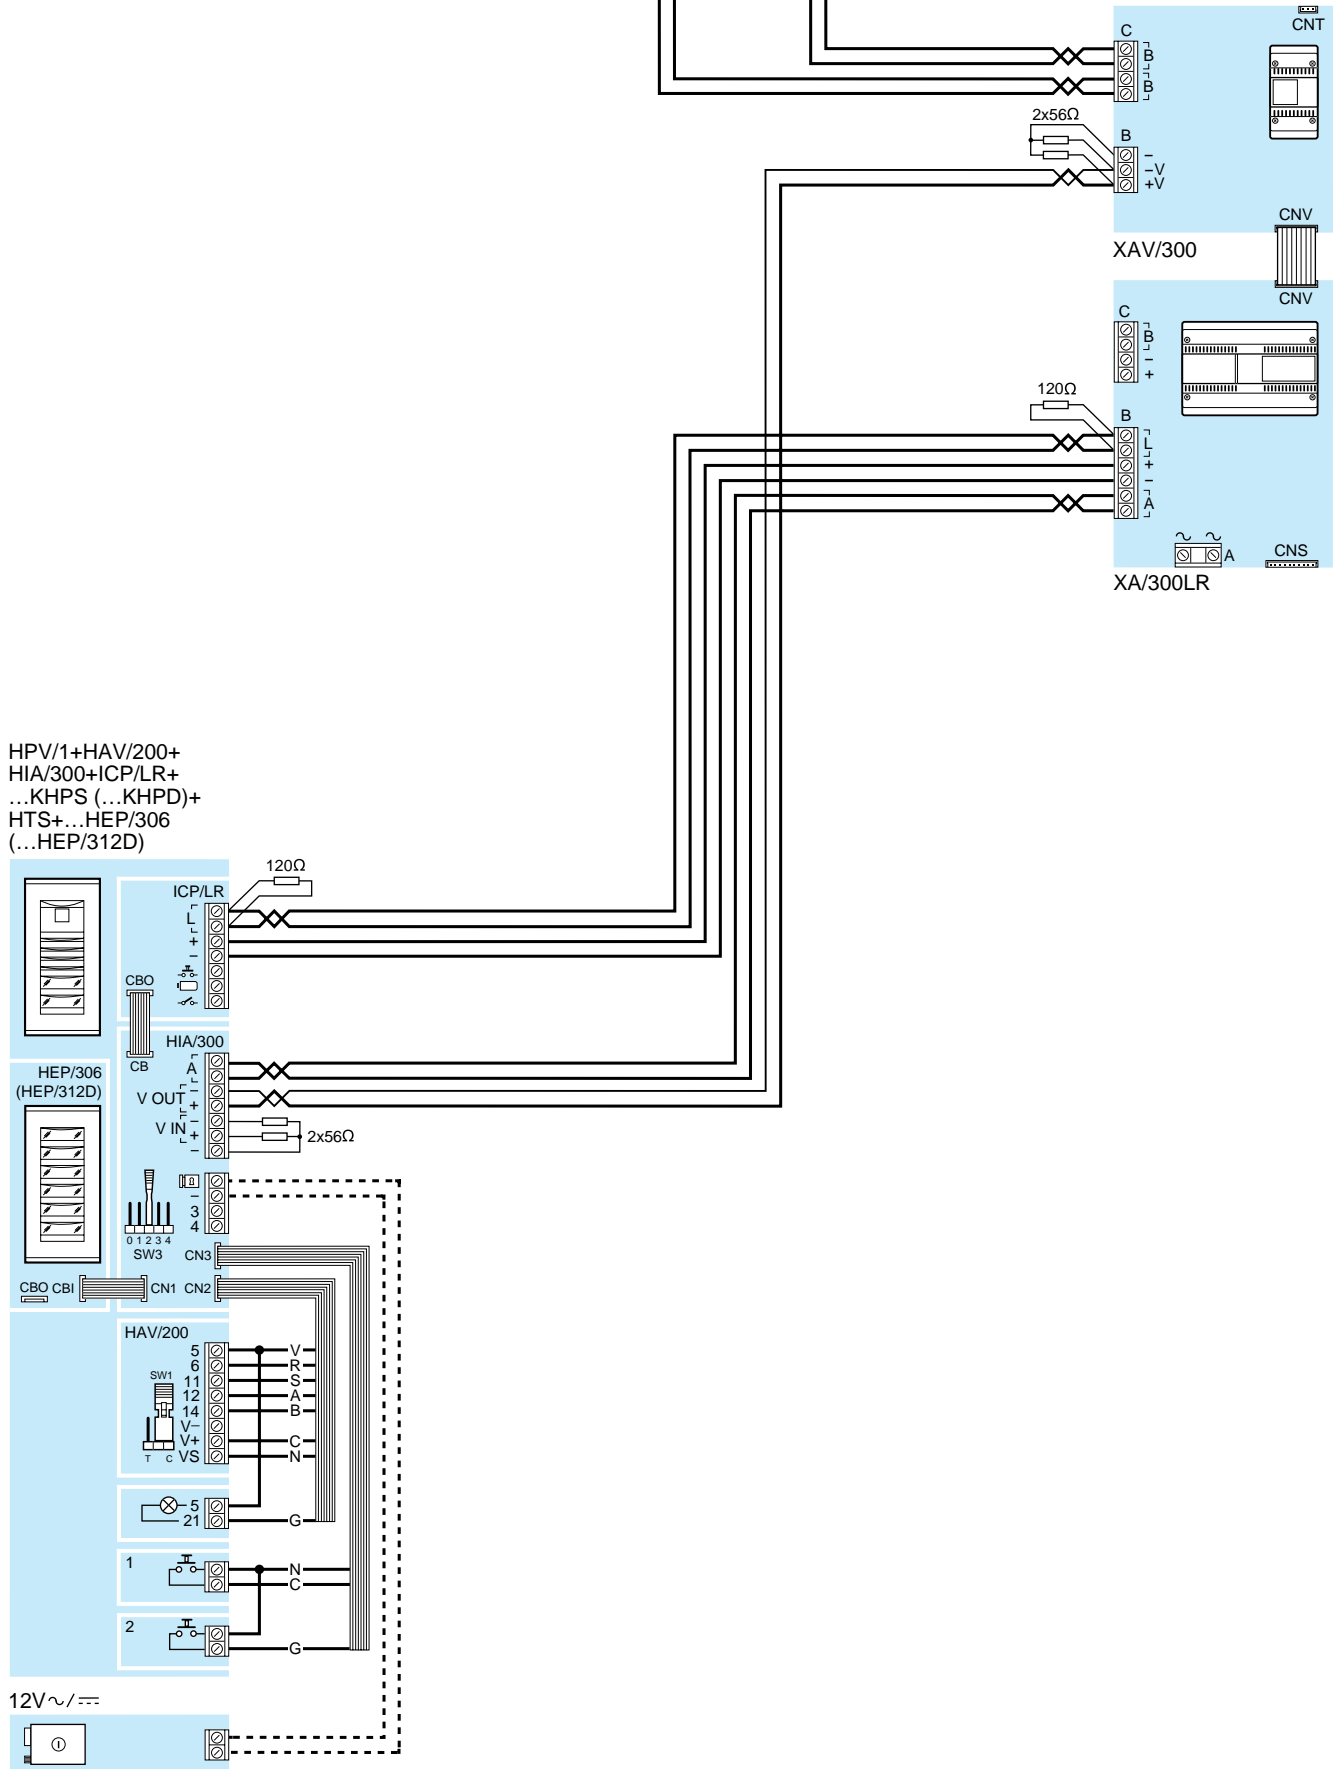 CNT
C
B
B
2x56Ω
B
–
–V
+V
CNV
XAV/300
CNV
C
B
–
+
120Ω
B
L
+
–
A
~ ~
A
CNS
XA/300LR
HPV/1+HAV/200+
HIA/300+ICP/LR+
…KHPS (…KHPD)+
HTS+…HEP/306
(…HEP/312D)
120Ω
ICP/LR
L
+
–
CBO
CB
HIA/300
A
–
V OUT
+
–
V IN
+
–
2x56Ω
HEP/306
(HEP/312D)
–
3
4
0 1 2 3 4
SW3
CN3
CBO CBI
CN1 CN2
HAV/200
5 V
6 R
SW1
11 S
12 A
14 B
V–
V+ C
T C VS N
5
21 G
1
N
C
2
G
12V~/⎓